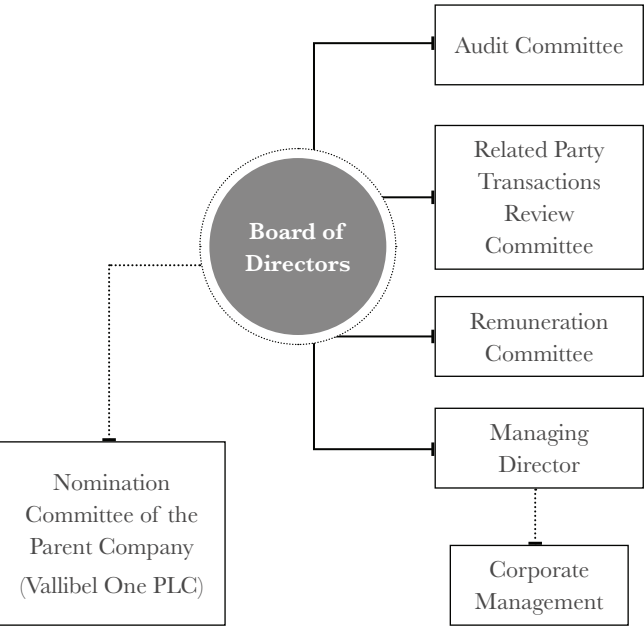 Audit Committee
Related Party
Transactions
Review
Committee
Board of
Directors
Remuneration
Committee
Managing
Director
Nomination
Committee of the
Parent Company
(Vallibel One PLC)
Corporate
Management